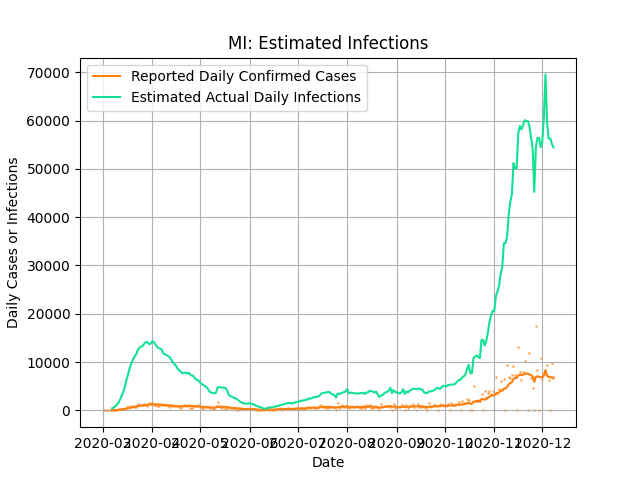 MI: Estimated Infections
Reported Daily Confirmed Cases
Estimated Actual Daily Infections
Daily Cases or Infections
70000
60000
50000
40000
30000
20000
10000
0
2020-03 2020-04 2020-05 2020-06 2020-07 2020-08 2020-09 2020-10 2020-11 2020-12
Date